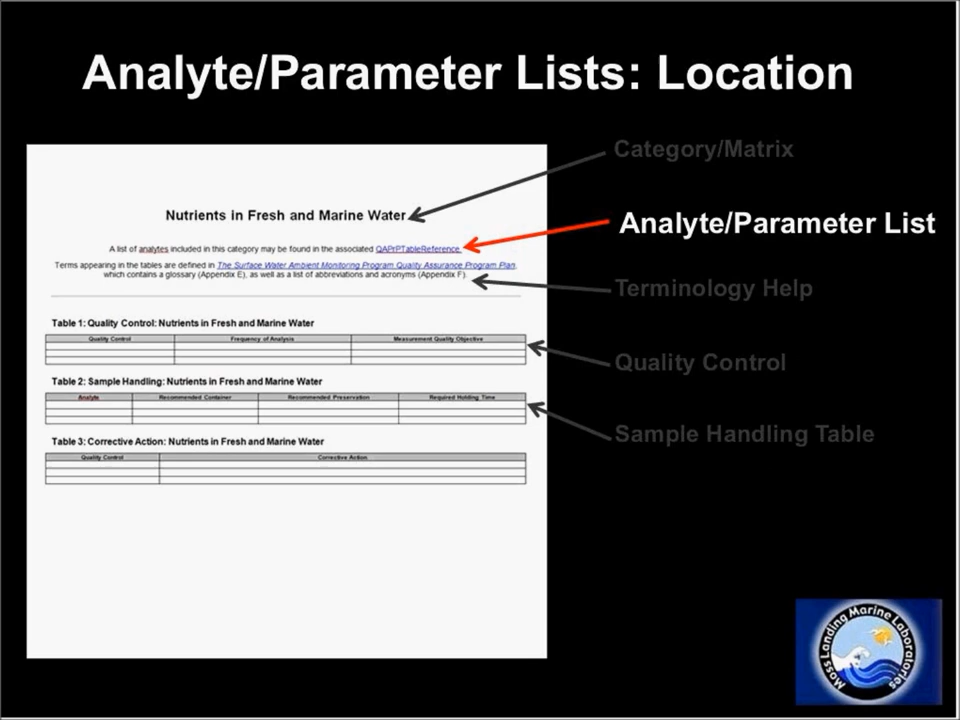 Analyte/Parameter Lists: Location
Category/Matrix
Nutrients in Fresh and Marine Water
Analyte/Parameter List
A list of analytes included in this category may be found in the associated QAPrPTableReference.
Terms appearing in the tables are defined in The Surface Water Ambient Monitoring Program Quality Assurance Program Plan,
which contains a glossary (Appendix E), as well as a list of abbreviations and acronyms (Appendix F).
Terminology Help
Table 1: Quality Control: Nutrients in Fresh and Marine Water
Quality Control Frequency of Analysis Measurement Quality Objective
Quality Control
Table 2: Sample Handling: Nutrients in Fresh and Marine Water
Analyte Recommended Container Recommended Preservation Required Holding Time
Sample Handling Table
Table 3: Corrective Action: Nutrients in Fresh and Marine Water
Quality Control Corrective Action
Moss Landing Marine Laboratories